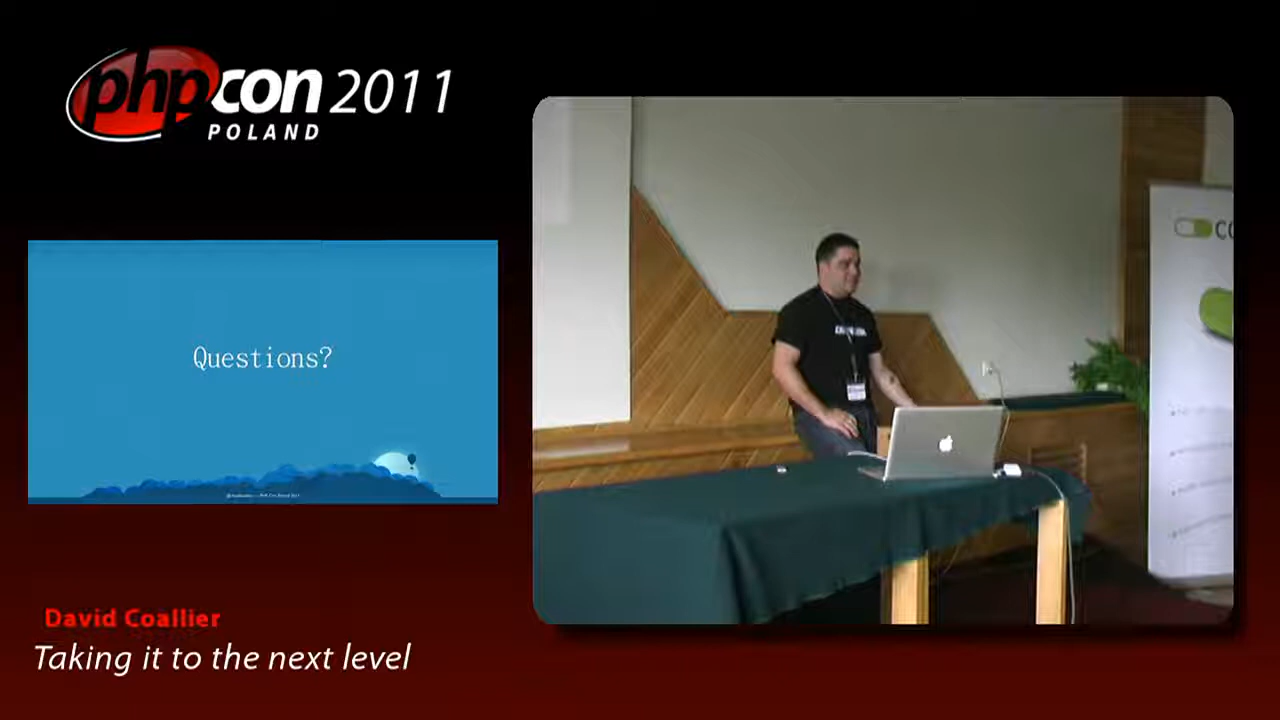 phpcon 2011
POLAND
Questions?
David Coallier
Taking it to the next level